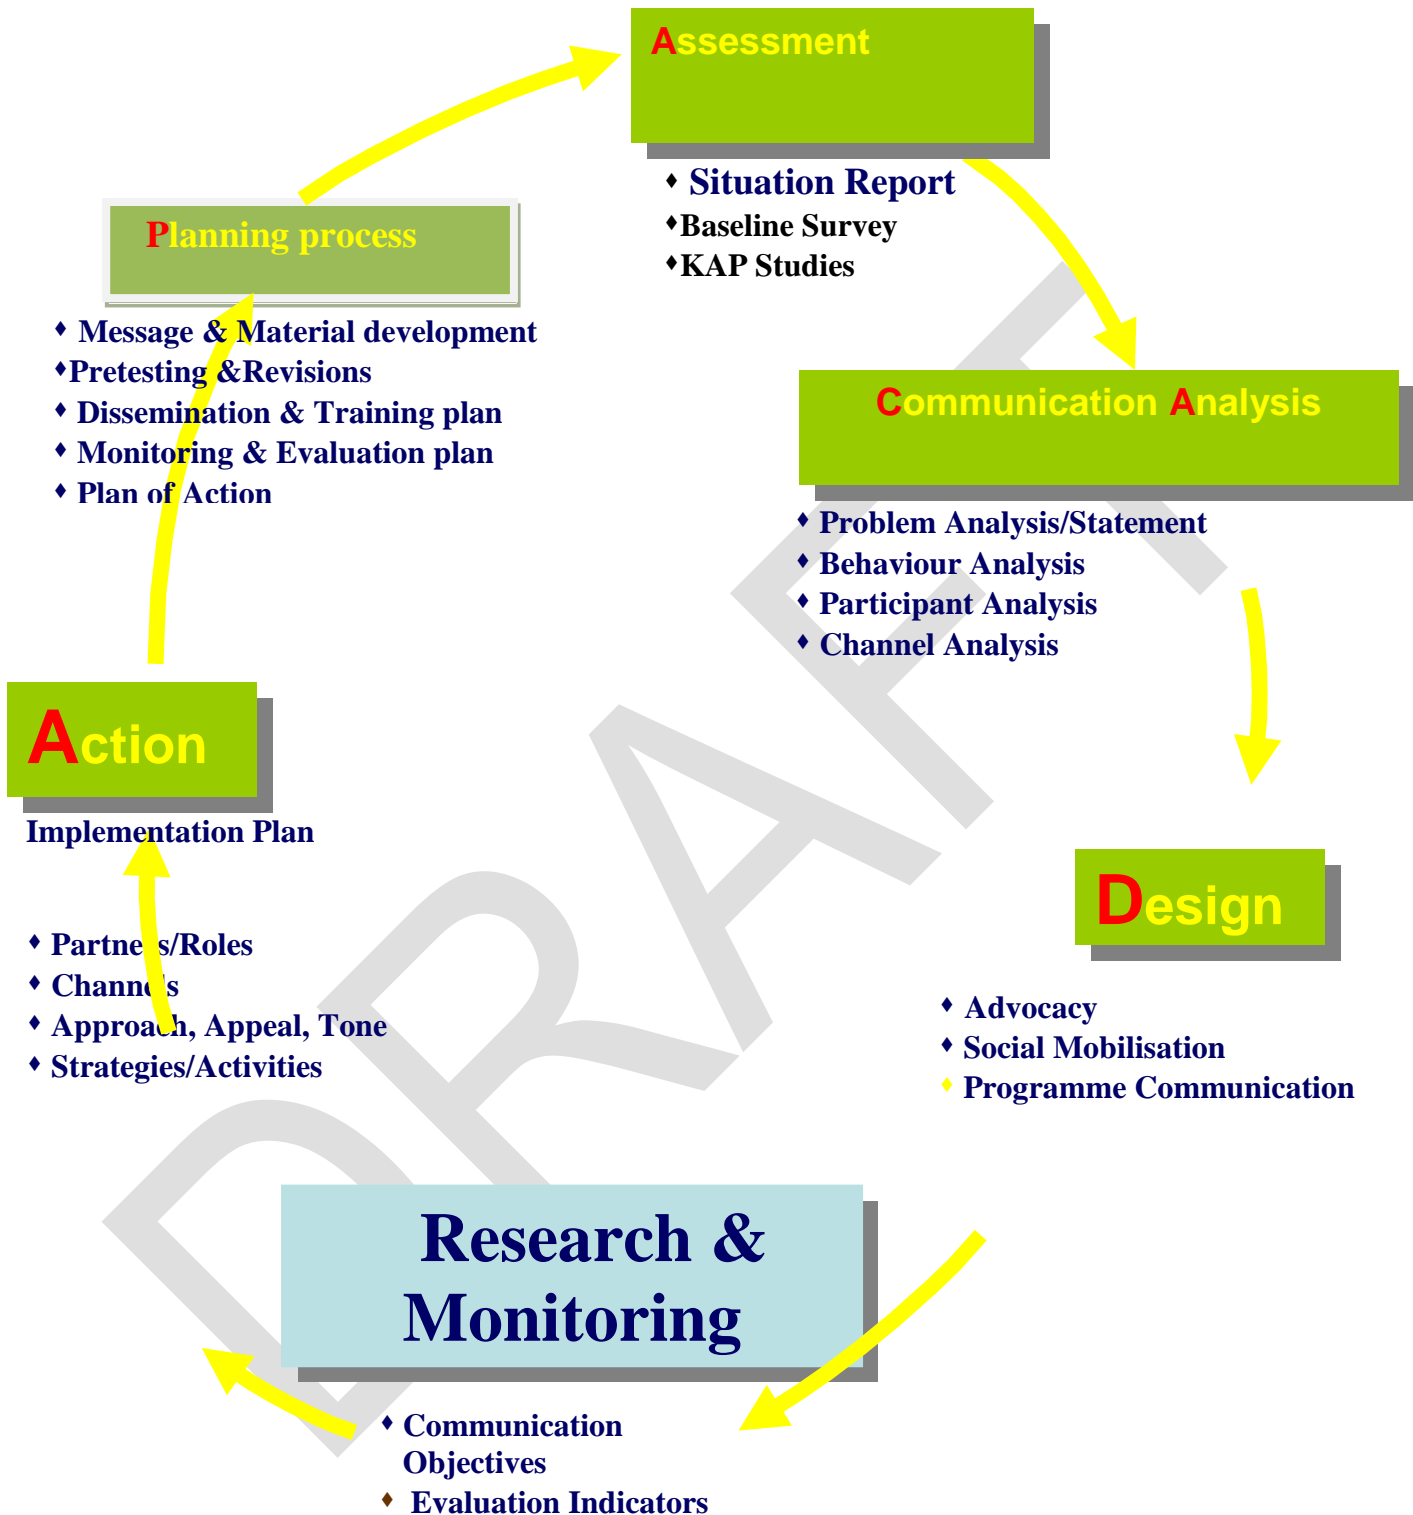 Assessment
♦ Situation Report
♦Baseline Survey
♦KAP Studies
Planning process
♦ Message & Material development
♦Pretesting &Revisions
♦ Dissemination & Training plan
♦ Monitoring & Evaluation plan
♦ Plan of Action
Communication Analysis
♦ Problem Analysis/Statement
♦ Behaviour Analysis
♦ Participant Analysis
♦ Channel Analysis
Action
Implementation Plan
♦ Partners/Roles
♦ Channels
♦ Approach, Appeal, Tone
♦ Strategies/Activities
Design
♦ Advocacy
♦ Social Mobilisation
♦ Programme Communication
Research &
Monitoring
♦ Communication
Objectives
♦ Evaluation Indicators
DRAFT